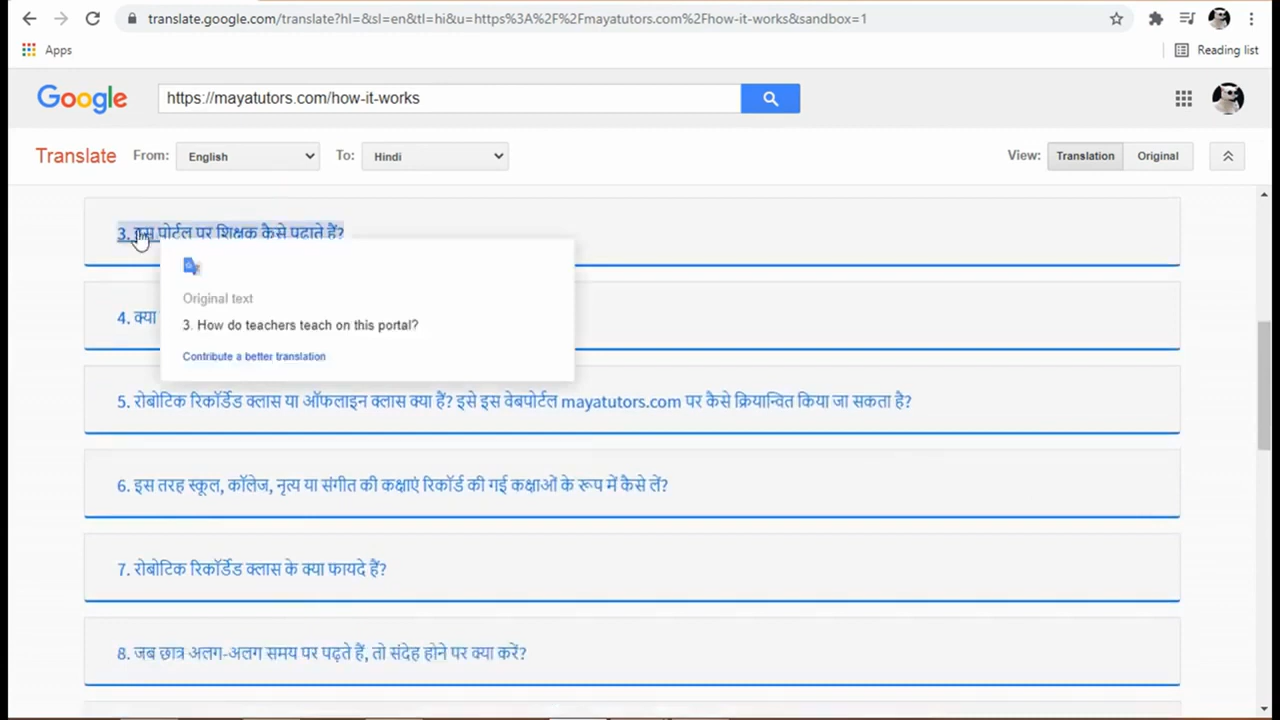 translate.google.com/translate?hl=&sl=en&tl=hi&u=https%3A%2F%2Fmayatutors.com%2Fhow-it-works&sandbox=1
Apps
Reading list
Google
https://mayatutors.com/how-it-works
Translate From: English To: Hindi View: Translation Original
3. इस पोर्टल पर शिक्षक कैसे पढ़ाते हैं?
Original text
3. How do teachers teach on this portal?
4. क्या
Contribute a better translation
5. रोबोटिक रिकॉर्डेड क्लास या ऑफलाइन क्लास क्या हैं? इसे इस वेबपोर्टल mayatutors.com पर कैसे क्रियान्वित किया जा सकता है?
6. इस तरह स्कूल, कॉलेज, नृत्य या संगीत की कक्षाएं रिकॉर्ड की गई कक्षाओं के रूप में कैसे लें?
7. रोबोटिक रिकॉर्डेड क्लास के क्या फायदे हैं?
8. जब छात्र अलग-अलग समय पर पढ़ते हैं, तो संदेह होने पर क्या करें?